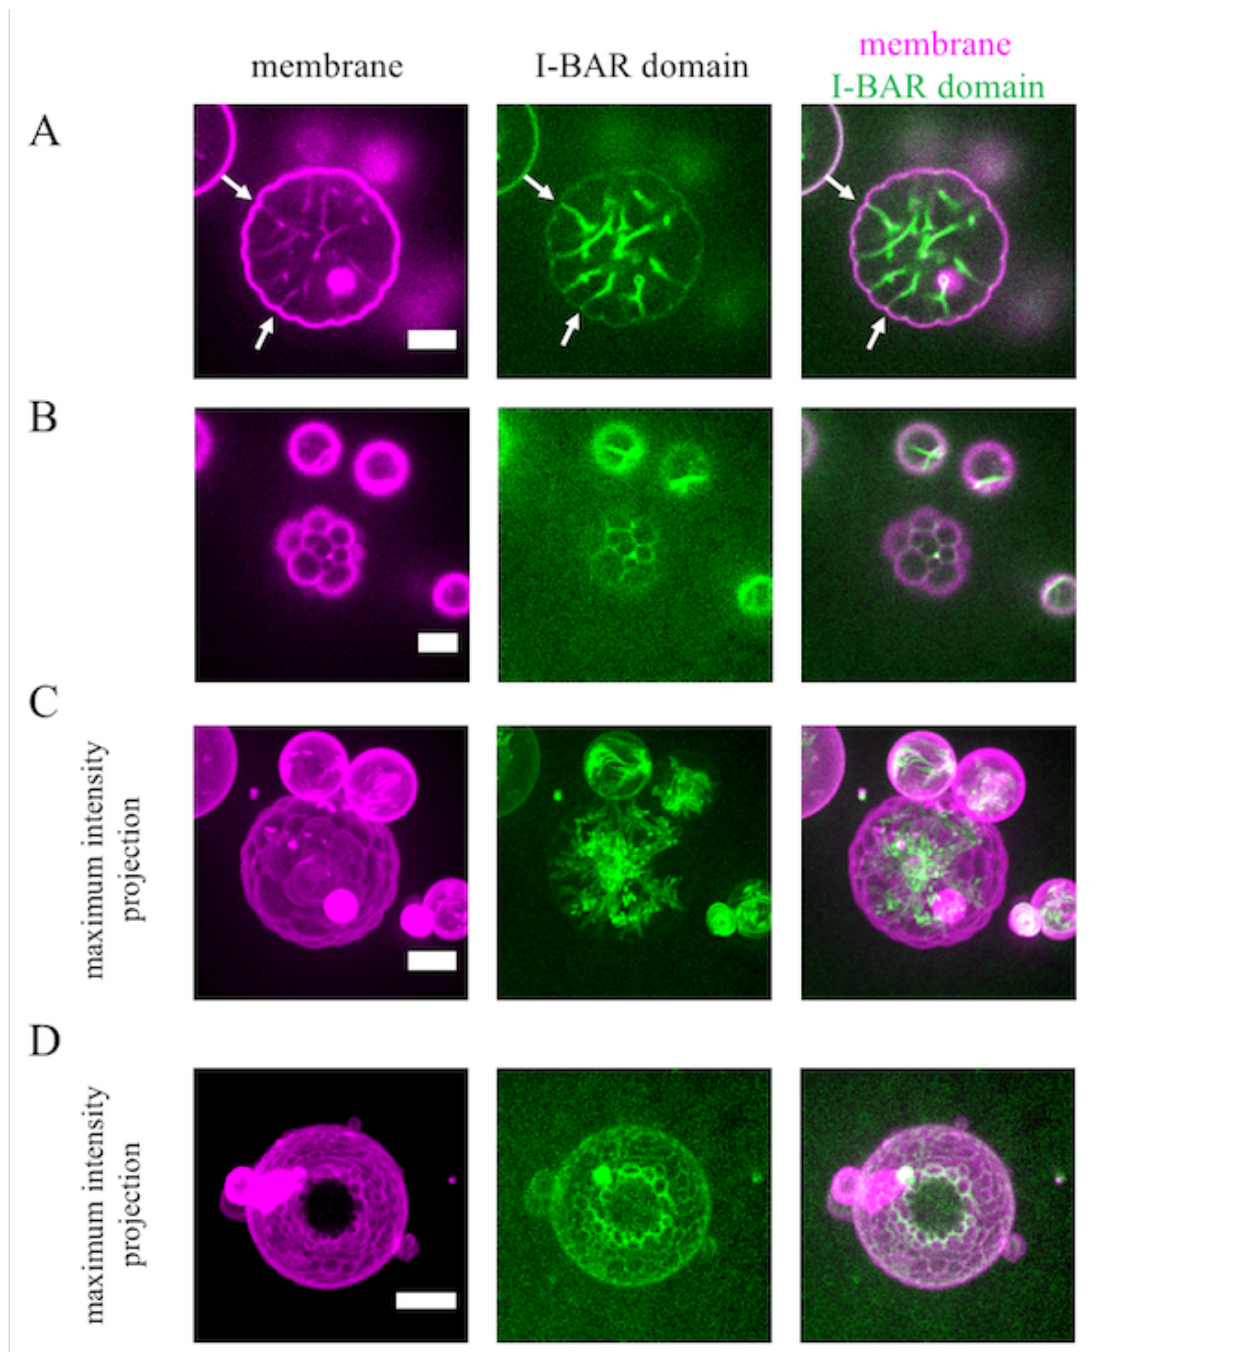 membrane
I-BAR domain
membrane
I-BAR domain
A
B
C
maximum intensity
projection
D
maximum intensity
projection